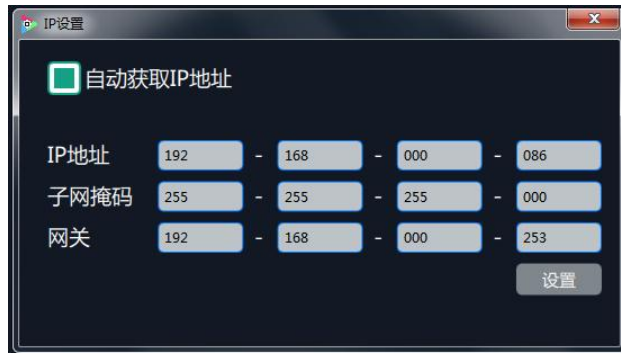 IP设置
自动获取IP地址
IP地址 192 - 168 - 000 - 086
子网掩码 255 - 255 - 255 - 000
网关 192 - 168 - 000 - 253
设置